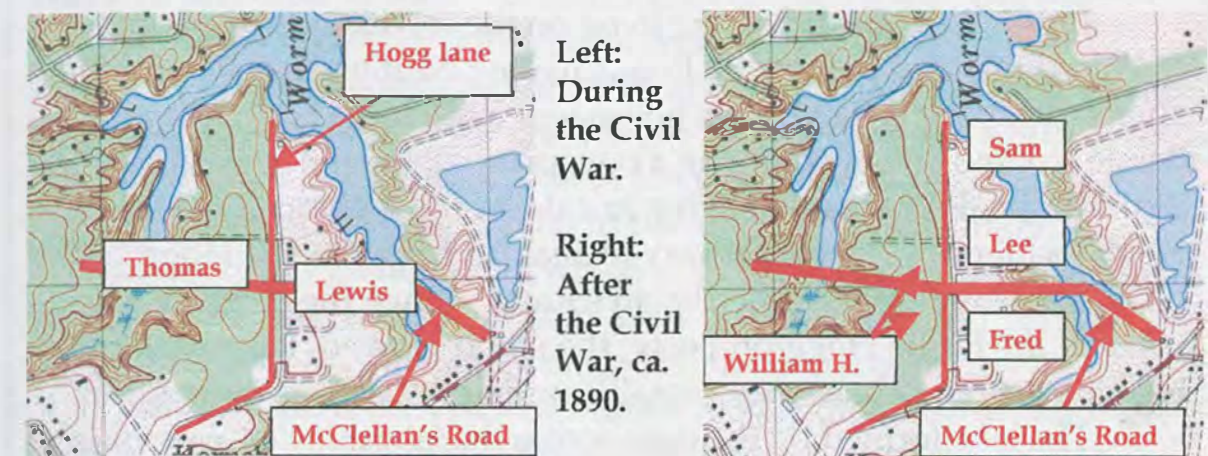 Worm
Hogg lane
Thomas
Lewis
McClellan's Road
Left:
During
the Civil
War.
Right:
After
the Civil
War, ca.
1890.
Worm
Sam
Lee
Fred
William H.
McClellan's Road